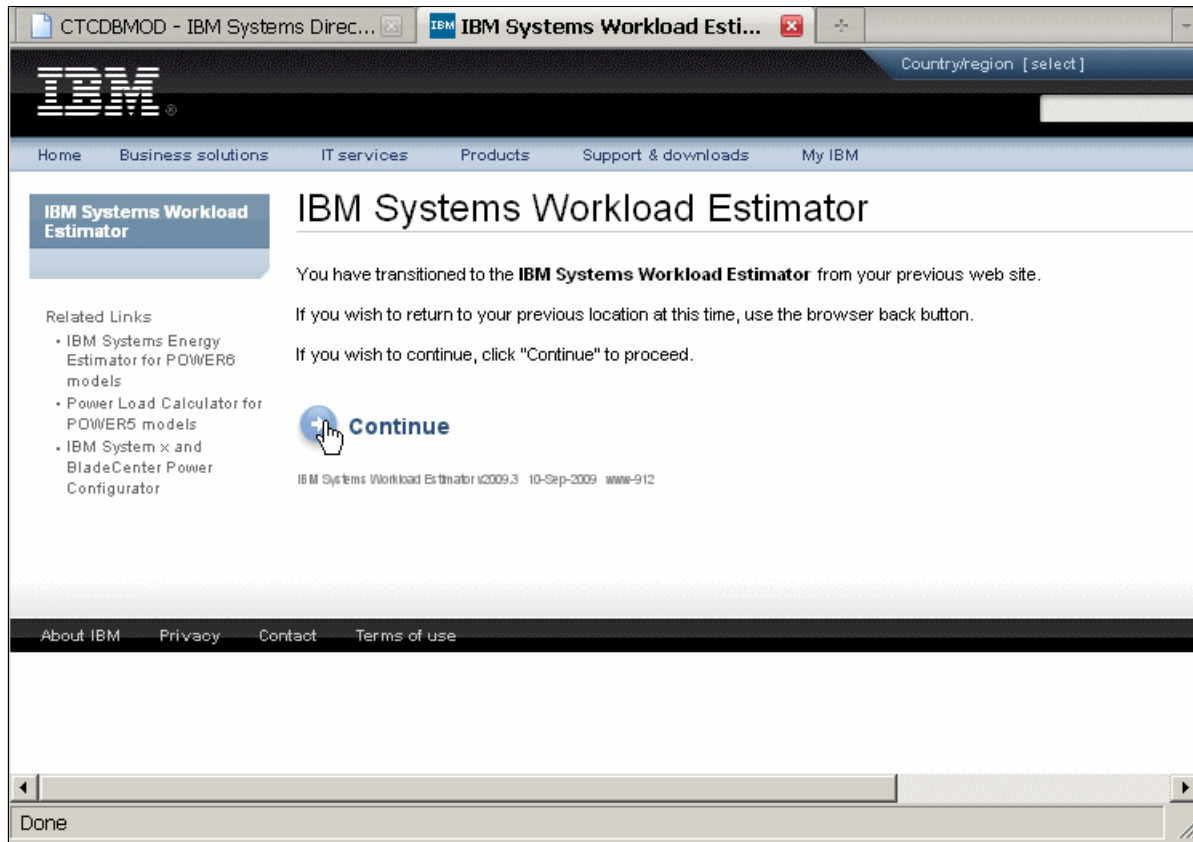 CTCDBMOD - IBM Systems Direc...
IBM IBM Systems Workload Esti...
Country/region [ select ]
IBM ®
Home Business solutions IT services Products Support & downloads My IBM
IBM Systems Workload
Estimator
Related Links
• IBM Systems Energy
Estimator for POWER6
models
• Power Load Calculator for
POWER5 models
• IBM System x and
BladeCenter Power
Configurator
IBM Systems Workload Estimator
You have transitioned to the IBM Systems Workload Estimator from your previous web site.
If you wish to return to your previous location at this time, use the browser back button.
If you wish to continue, click "Continue" to proceed.
Continue
IBM Systems Workload Estimator v2009.3 10-Sep-2009 www-912
About IBM Privacy Contact Terms of use
Done